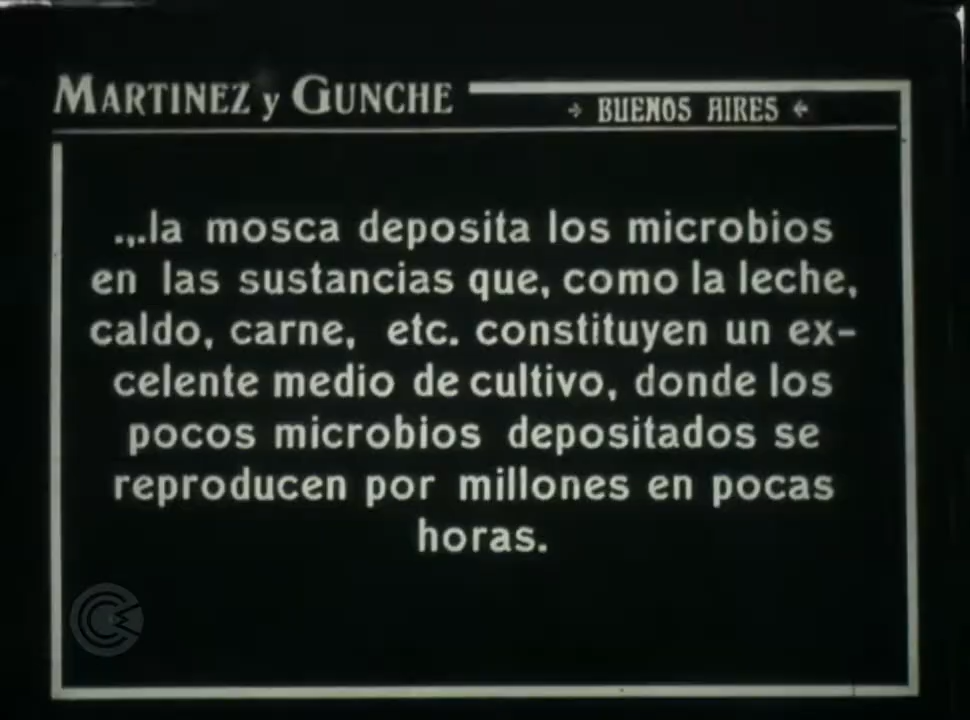 MARTINEZ y GUNCHE
BUENOS AIRES
...la mosca deposita los microbios
en las sustancias que, como la leche,
caldo, carne, etc. constituyen un ex-
celente medio de cultivo, donde los
pocos microbios depositados se
reproducen por millones en pocas
horas.